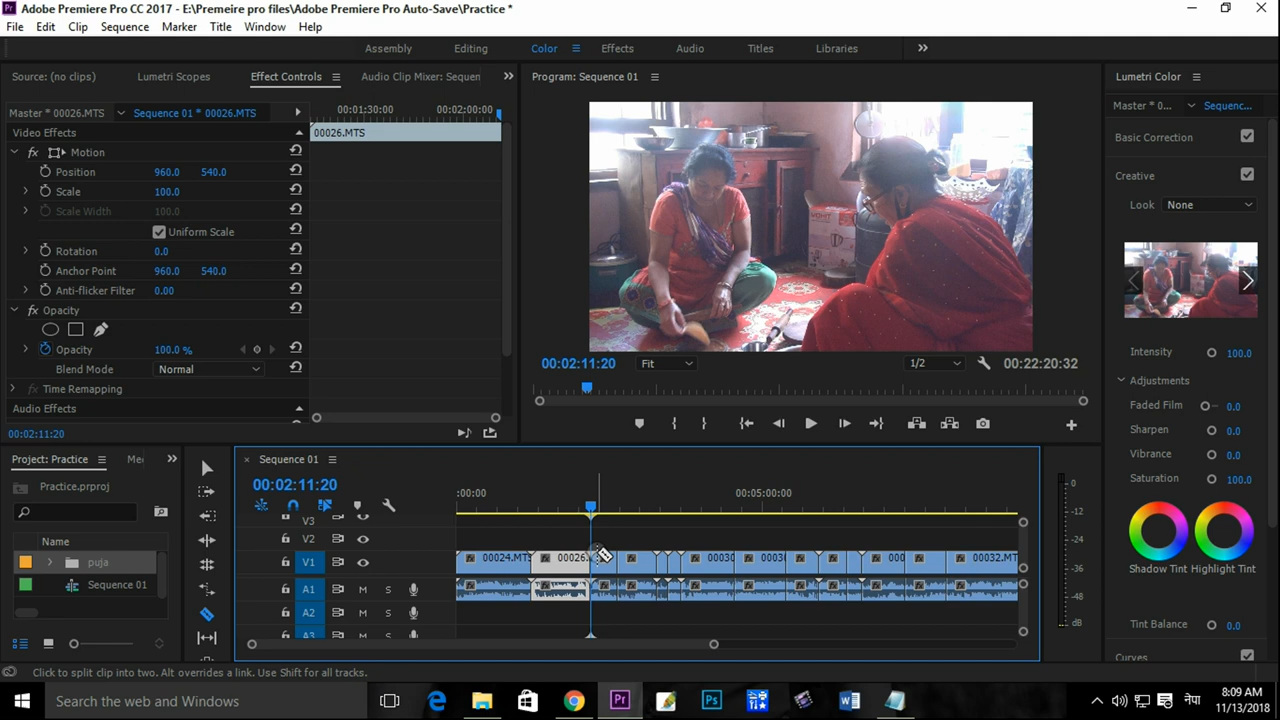 Adobe Premiere Pro CC 2017 - E:\Premeire pro files\Adobe Premiere Pro Auto-Save\Practice *
File Edit Clip Sequence Marker Title Window Help
Assembly Editing Color Effects Audio Titles Libraries
Source: (no clips) Lumetri Scopes Effect Controls Audio Clip Mixer: Sequen
Program: Sequence 01
Lumetri Color
Master * 00026.MTS Sequence 01 * 00026.MTS
00:01:30:00 00:02:00:00
00026.MTS
Video Effects
fx Motion
Position 960.0 540.0
Scale 100.0
Scale Width 100.0
Uniform Scale
Rotation 0.0
Anchor Point 960.0 540.0
Anti-flicker Filter 0.00
fx Opacity
Opacity 100.0 %
Blend Mode Normal
fx Time Remapping
Audio Effects
00:02:11:20
00:02:11:20 Fit 1/2 00:22:20:32
Master * 0... Sequenc...
Basic Correction
Creative
Look None
Intensity 100.0
Adjustments
Faded Film 0.0
Sharpen 0.0
Vibrance 0.0
Saturation 100.0
Shadow Tint Highlight Tint
Tint Balance 0.0
Curves
Project: Practice Me
Practice.prproj
Name
puja
Sequence 01
Sequence 01
00:02:11:20
:00:00 00:05:00:00
V3
V2
V1 00024.MTS 00026. 00030 0003 000 00032.MT
A1 M S
A2 M S
A3
0
-12
-24
-36
-48
dB
Click to split clip into two. Alt overrides a link. Use Shift for all tracks.
Search the web and Windows
ने
8:09 AM
11/13/2018